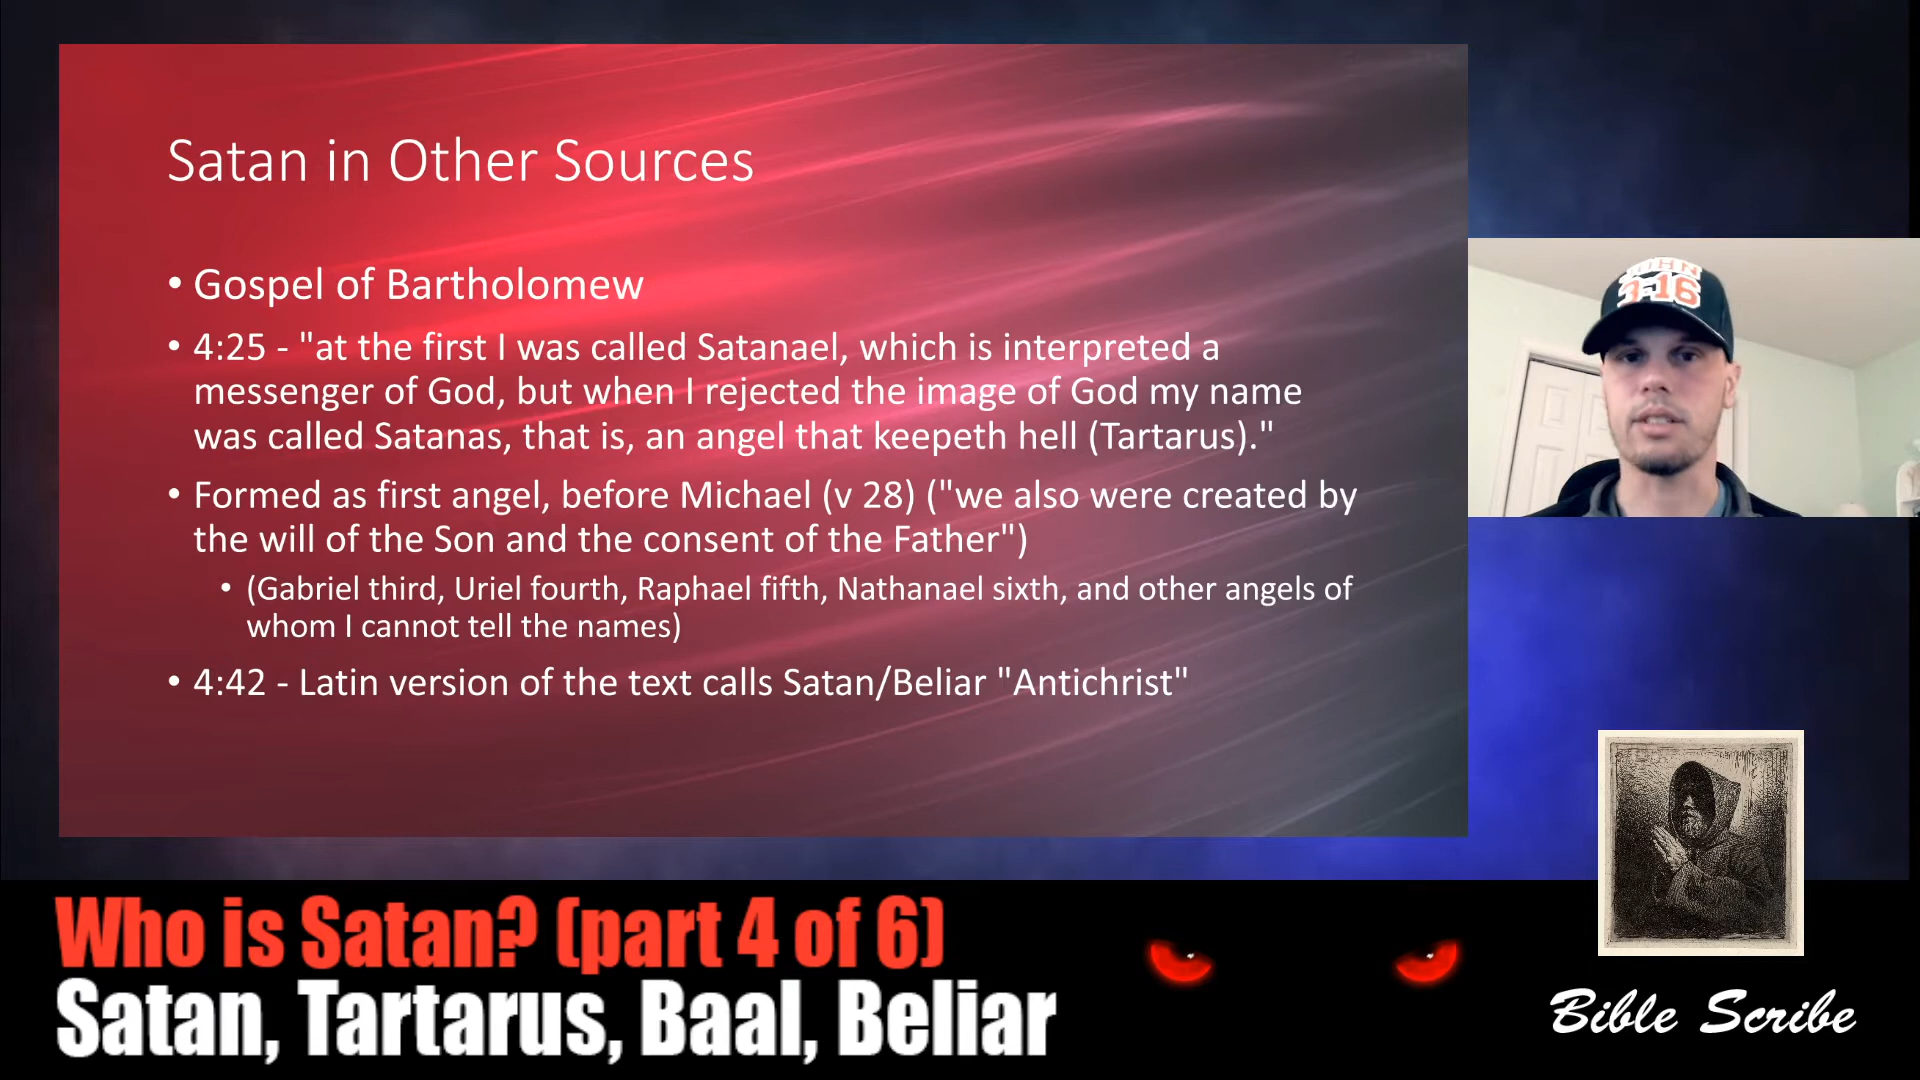 Satan in Other Sources
• Gospel of Bartholomew
• 4:25 - "at the first I was called Satanael, which is interpreted a
messenger of God, but when I rejected the image of God my name
was called Satanas, that is, an angel that keepeth hell (Tartarus)."
• Formed as first angel, before Michael (v 28) ("we also were created by
the will of the Son and the consent of the Father")
• (Gabriel third, Uriel fourth, Raphael fifth, Nathanael sixth, and other angels of
whom I cannot tell the names)
• 4:42 - Latin version of the text calls Satan/Beliar "Antichrist"
JOHN
3-16
Who is Satan? (part 4 of 6)
Satan, Tartarus, Baal, Beliar
Bible Scribe